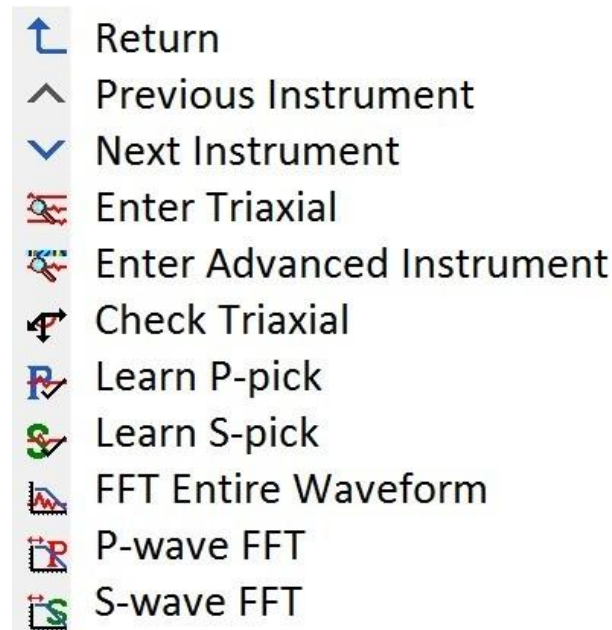 Return
Previous Instrument
Next Instrument
Enter Triaxial
Enter Advanced Instrument
Check Triaxial
Learn P-pick
Learn S-pick
FFT Entire Waveform
P-wave FFT
S-wave FFT